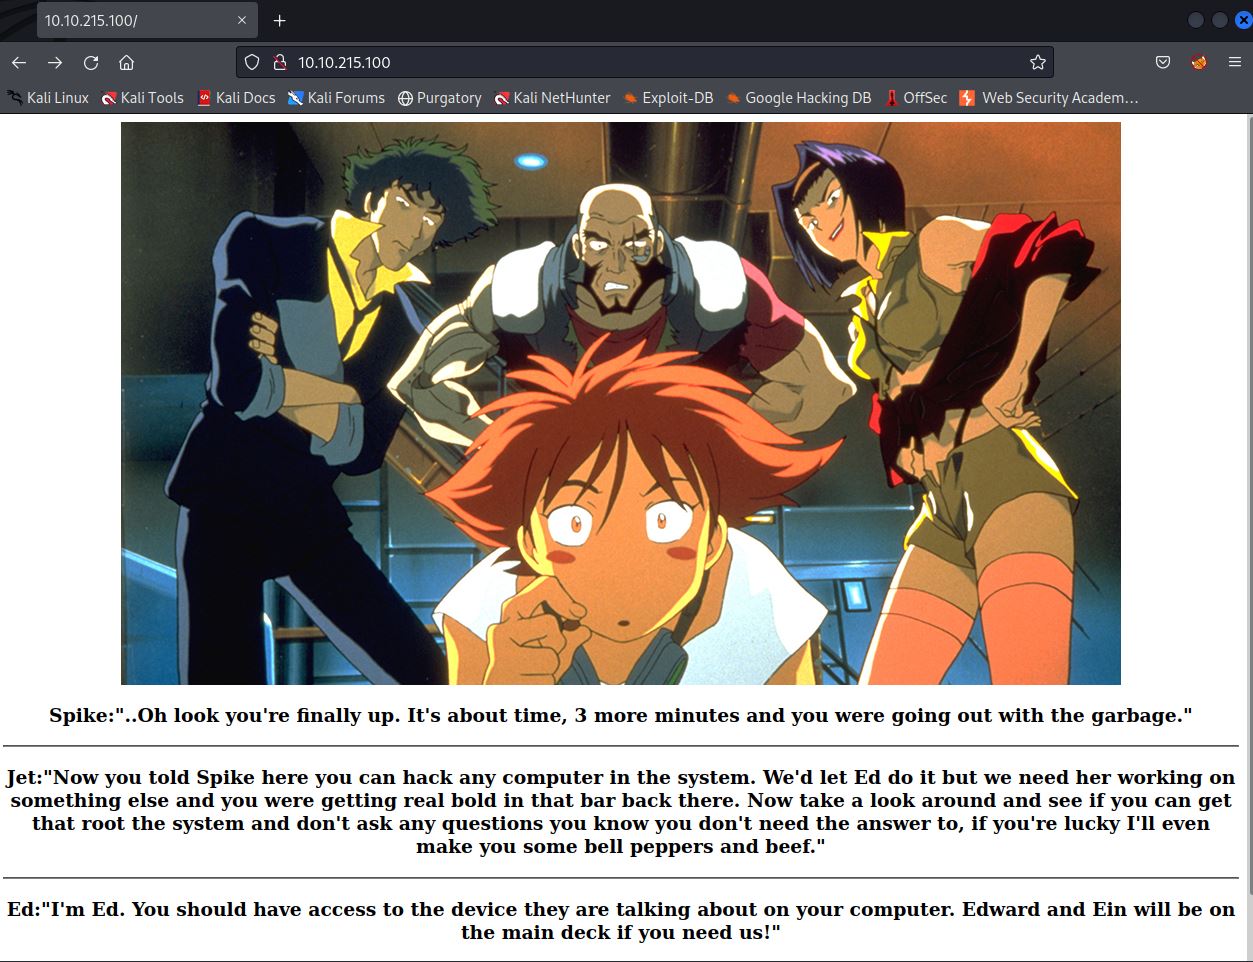 10.10.215.100/
10.10.215.100
Kali Linux Kali Tools Kali Docs Kali Forums Purgatory Kali NetHunter Exploit-DB Google Hacking DB OffSec Web Security Academ…
Spike:"..Oh look you're finally up. It's about time, 3 more minutes and you were going out with the garbage."
Jet:"Now you told Spike here you can hack any computer in the system. We'd let Ed do it but we need her working on
something else and you were getting real bold in that bar back there. Now take a look around and see if you can get
that root the system and don't ask any questions you know you don't need the answer to, if you're lucky I'll even
make you some bell peppers and beef."
Ed:"I'm Ed. You should have access to the device they are talking about on your computer. Edward and Ein will be on
the main deck if you need us!"